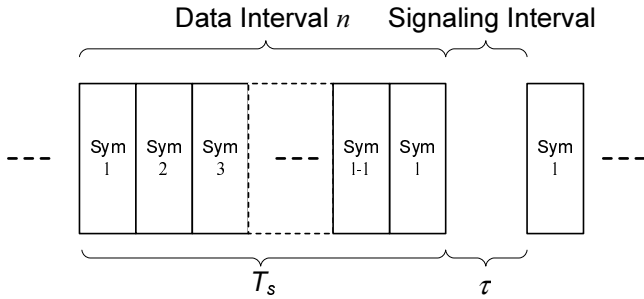 Data Interval n Signaling Interval
Sym 1
Sym 2
Sym 3
Sym l-1
Sym l
Sym 1
T_s τ